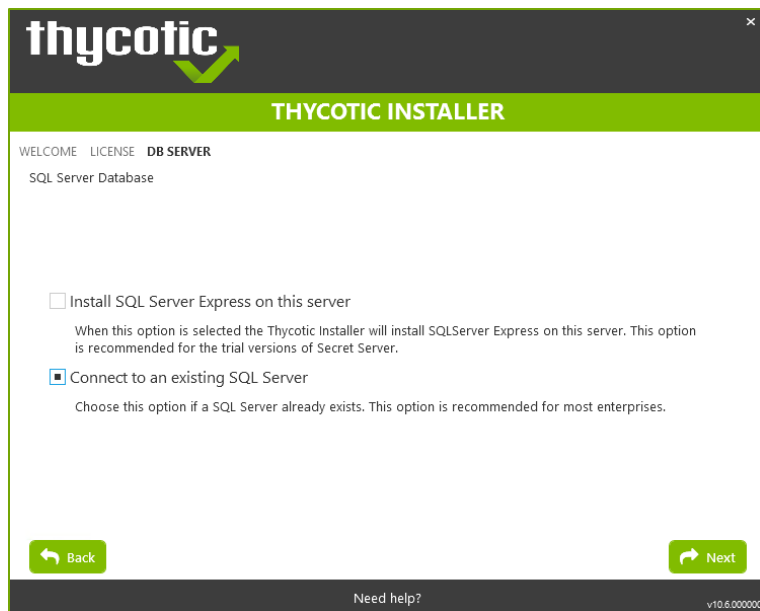 thycotic
×
THYCOTIC INSTALLER
WELCOME LICENSE DB SERVER
SQL Server Database
Install SQL Server Express on this server
When this option is selected the Thycotic Installer will install SQLServer Express on this server. This option
is recommended for the trial versions of Secret Server.
Connect to an existing SQL Server
Choose this option if a SQL Server already exists. This option is recommended for most enterprises.
Back
Next
Need help?
v10.6.000000